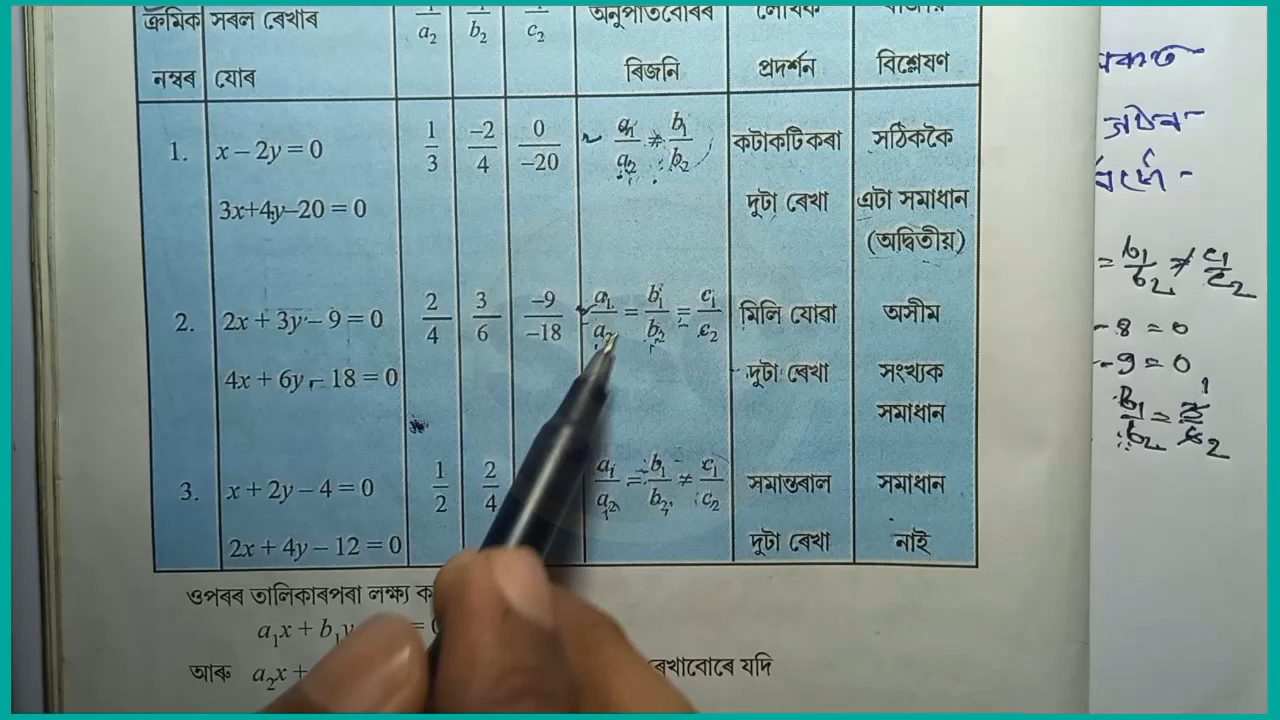 ক্ৰমিক সৰল ৰেখাৰ a₂ b₂ c₂ অনুপাতবোৰৰ
নম্বৰ যোৰ ৰিজনি প্ৰদৰ্শন বিশ্লেষণ
1. x – 2y = 0 1/3 –2/4 0/–20 a₁/a₂ ≠ b₁/b₂ কটাকটিকৰা সঠিককৈ
3x+4y–20 = 0 দুটা ৰেখা এটা সমাধান
(অদ্বিতীয়)
2. 2x + 3y – 9 = 0 2/4 3/6 –9/–18 a₁/a₂ = b₁/b₂ = c₁/c₂ মিলি যোৱা অসীম
4x + 6y – 18 = 0 দুটা ৰেখা সংখ্যক
সমাধান
3. x + 2y – 4 = 0 1/2 2/4 a₁/a₂ = b₁/b₂ ≠ c₁/c₂ সমান্তৰাল সমাধান
2x + 4y – 12 = 0 দুটা ৰেখা নাই
ওপৰৰ তালিকাৰপৰা লক্ষ্য
a₁x + b₁y =
আৰু a₂x + ৰেখাবোৰে যদি
= b₁/b₂ ≠ c₁/c₂
- 8 = 0
- 9 = 0